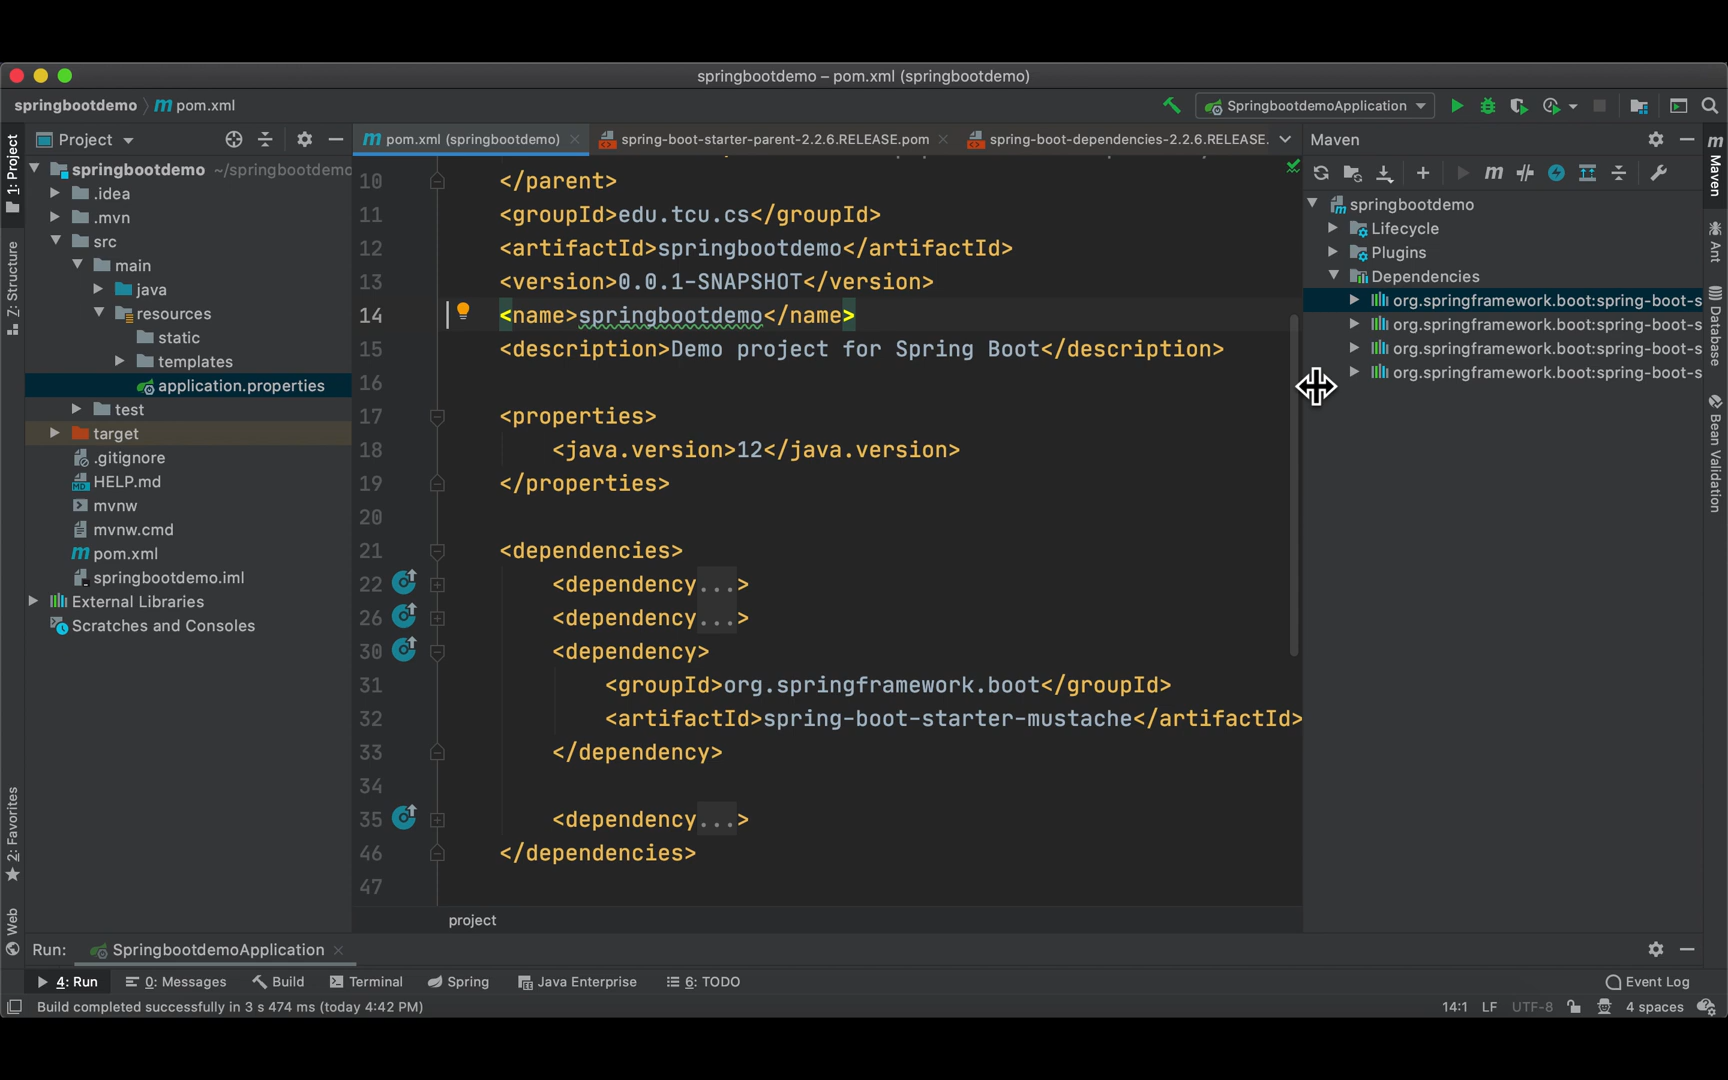 springbootdemo – pom.xml (springbootdemo)
springbootdemo
m pom.xml
SpringbootdemoApplication
1: Project
Project
m pom.xml (springbootdemo)
spring-boot-starter-parent-2.2.6.RELEASE.pom
spring-boot-dependencies-2.2.6.RELEASE.
Maven
m
springbootdemo ~/springbootdemo
.idea
.mvn
src
main
java
resources
static
templates
application.properties
test
target
.gitignore
HELP.md
mvnw
mvnw.cmd
m pom.xml
springbootdemo.iml
External Libraries
Scratches and Consoles
Z: Structure
2: Favorites
Web
10 </parent>
11 <groupId>edu.tcu.cs</groupId>
12 <artifactId>springbootdemo</artifactId>
13 <version>0.0.1-SNAPSHOT</version>
14 <name>springbootdemo</name>
15 <description>Demo project for Spring Boot</description>
16
17 <properties>
18 <java.version>12</java.version>
19 </properties>
20
21 <dependencies>
22 <dependency...>
26 <dependency...>
30 <dependency>
31 <groupId>org.springframework.boot</groupId>
32 <artifactId>spring-boot-starter-mustache</artifactId>
33 </dependency>
34
35 <dependency...>
46 </dependencies>
47
project
springbootdemo
Lifecycle
Plugins
Dependencies
org.springframework.boot:spring-boot-s
org.springframework.boot:spring-boot-s
org.springframework.boot:spring-boot-s
org.springframework.boot:spring-boot-s
m Maven
Ant
Database
Bean Validation
Run: SpringbootdemoApplication
4: Run
0: Messages
Build
Terminal
Spring
Java Enterprise
6: TODO
Event Log
Build completed successfully in 3 s 474 ms (today 4:42 PM)
14:1 LF UTF-8 4 spaces